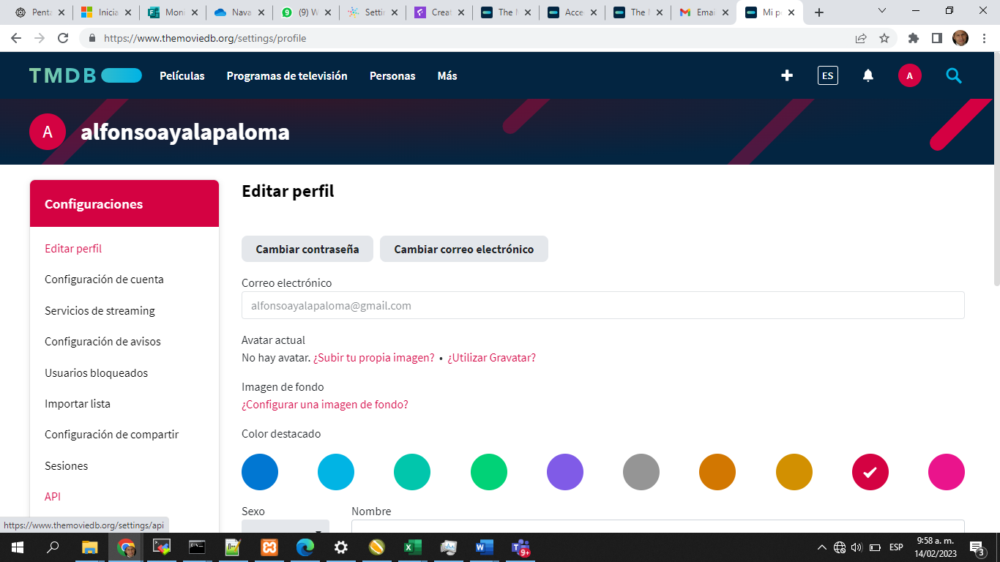 Penta
Inicia
Moni
Nava
(9) W
Settin
Creat
The M
Acce
The M
Emai
Mi p
https://www.themoviedb.org/settings/profile
TMDB
Películas
Programas de televisión
Personas
Más
ES
A
A
alfonsoayalapaloma
Configuraciones
Editar perfil
Configuración de cuenta
Servicios de streaming
Configuración de avisos
Usuarios bloqueados
Importar lista
Configuración de compartir
Sesiones
API
Editar perfil
Cambiar contraseña
Cambiar correo electrónico
Correo electrónico
alfonsoayalapaloma@gmail.com
Avatar actual
No hay avatar. ¿Subir tu propia imagen? • ¿Utilizar Gravatar?
Imagen de fondo
¿Configurar una imagen de fondo?
Color destacado
Sexo
Nombre
https://www.themoviedb.org/settings/api
9+
ESP
9:58 a. m.
14/02/2023
3